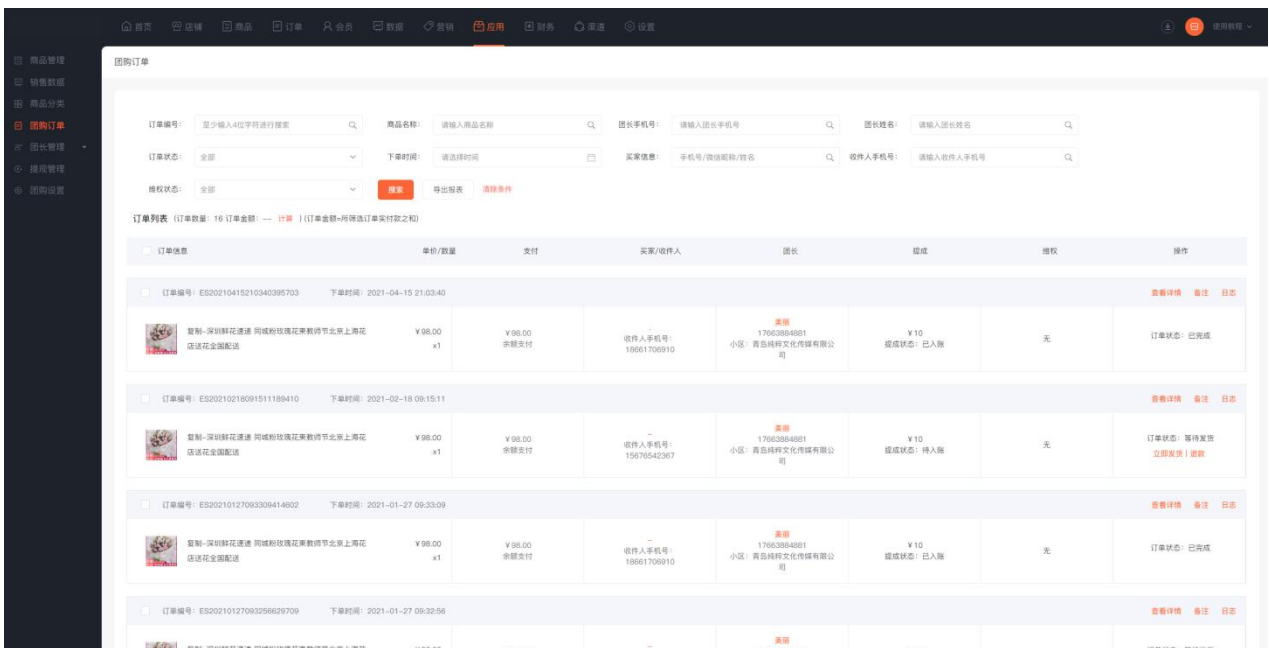 首页 店铺 商品 订单 会员 数据 营销 应用 财务 渠道 设置 使用教程
商品管理
销售数据
商品分类
团购订单
团长管理
提现管理
团购设置
团购订单
订单编号: 至少输入4位字符进行搜索 商品名称: 请输入商品名称 团长手机号: 请输入团长手机号 团长姓名: 请输入团长姓名
订单状态: 全部 下单时间: 请选择时间 买家信息: 手机号/微信昵称/姓名 收件人手机号: 请输入收件人手机号
维权状态: 全部 搜索 导出报表 清除条件
订单列表 (订单数量: 16 订单金额: -- 计算 )(订单金额=所筛选订单实付款之和)
订单信息 单价/数量 支付 买家/收件人 团长 提成 维权 操作
订单编号: ES20210415210340395703 下单时间: 2021-04-15 21:03:40 查看详情 备注 日志
复制-深圳鲜花速递 同城粉玫瑰花束教师节北京上海花
店送花全国配送
¥98.00
x1
¥98.00
余额支付
-
收件人手机号:
18661706910
美丽
17663884881
小区: 青岛纯粹文化传媒有限公
司
¥10
提成状态: 已入账
无
订单状态: 已完成
订单编号: ES20210218091511189410 下单时间: 2021-02-18 09:15:11 查看详情 备注 日志
复制-深圳鲜花速递 同城粉玫瑰花束教师节北京上海花
店送花全国配送
¥98.00
x1
¥98.00
余额支付
-
收件人手机号:
15676542367
美丽
17663884881
小区: 青岛纯粹文化传媒有限公
司
¥10
提成状态: 待入账
无
订单状态: 等待发货
立即发货 | 退款
订单编号: ES20210127093309414602 下单时间: 2021-01-27 09:33:09 查看详情 备注 日志
复制-深圳鲜花速递 同城粉玫瑰花束教师节北京上海花
店送花全国配送
¥98.00
x1
¥98.00
余额支付
-
收件人手机号:
18661706910
美丽
17663884881
小区: 青岛纯粹文化传媒有限公
司
¥10
提成状态: 已入账
无
订单状态: 已完成
订单编号: ES20210127093256629709 下单时间: 2021-01-27 09:32:56 查看详情 备注 日志
美丽